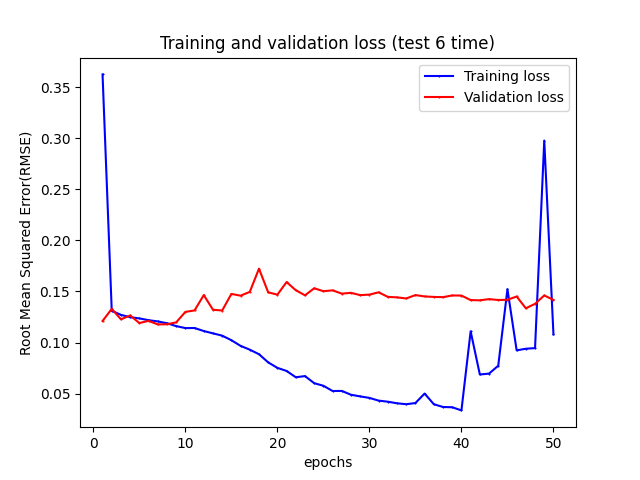 Training and validation loss (test 6 time)
Training loss
Validation loss
Root Mean Squared Error(RMSE)
0.35
0.30
0.25
0.20
0.15
0.10
0.05
0 10 20 30 40 50
epochs